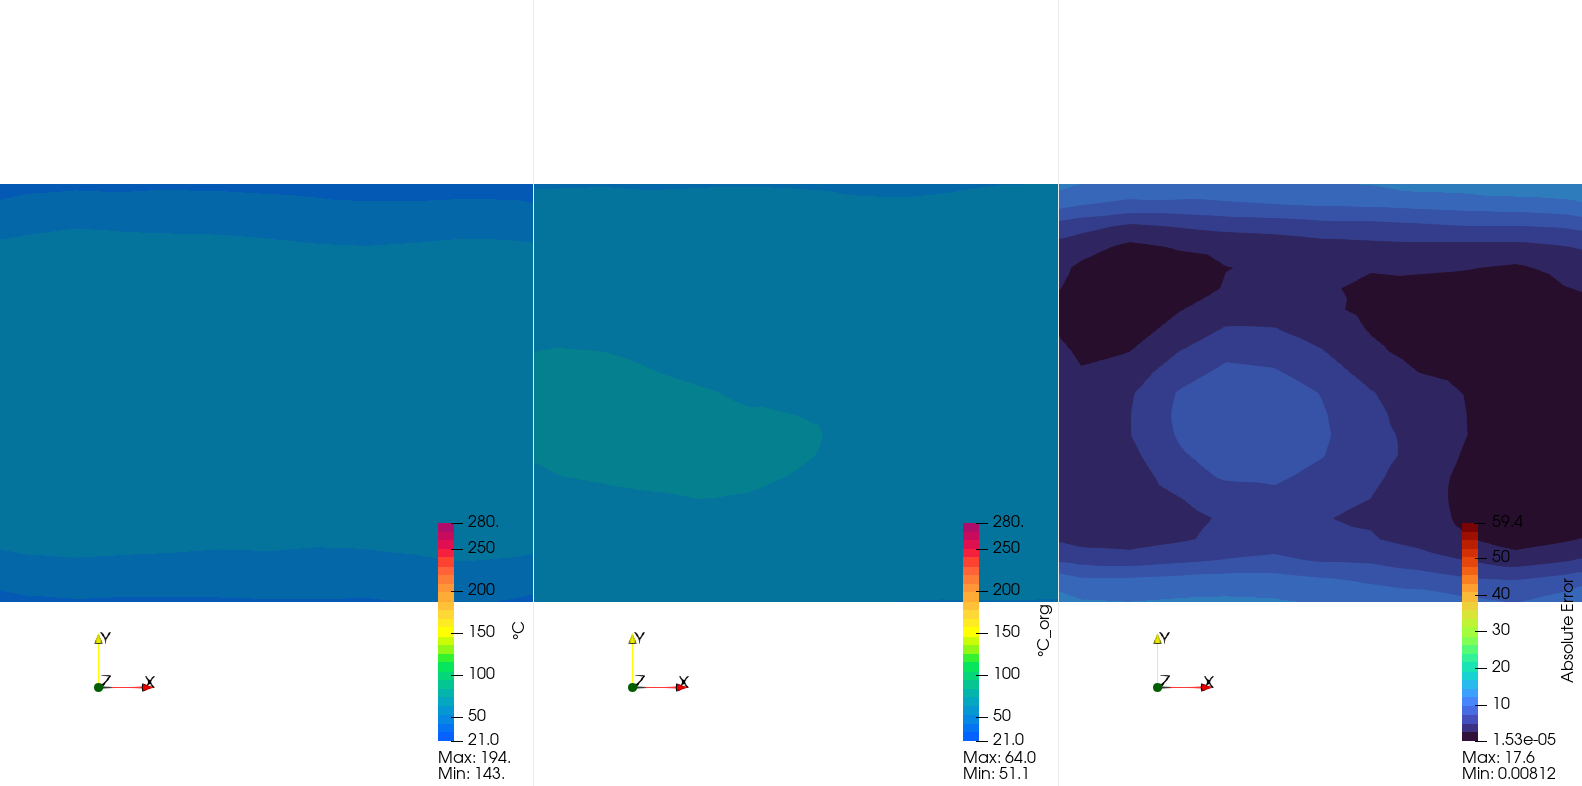 280.
250
200
150
100
50
21.0
°C
Max: 194.
Min: 143.
Y
Z
X
280.
250
200
150
100
50
21.0
°C_org
Max: 64.0
Min: 51.1
Y
Z
X
59.4
50
40
30
20
10
1.53e-05
Absolute Error
Max: 17.6
Min: 0.00812
Y
Z
X